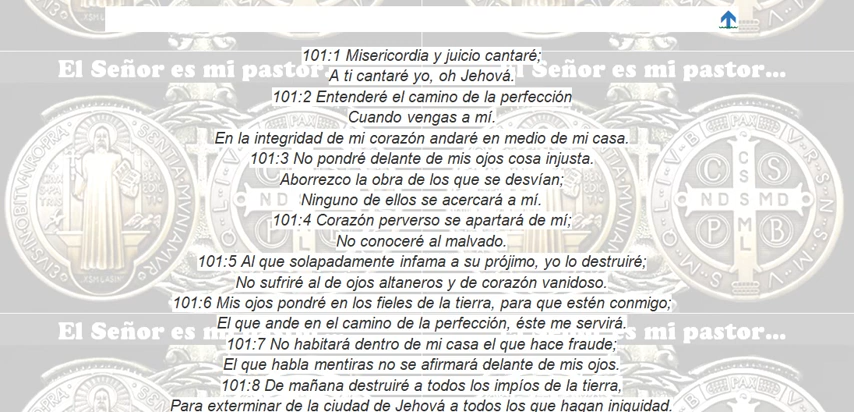 101:1 Misericordia y juicio cantaré;
El Señor es mi pastor...
El Señor es mi pastor...
A ti cantaré yo, oh Jehová.
101:2 Entenderé el camino de la perfección
Cuando vengas a mí.
En la integridad de mi corazón andaré en medio de mi casa.
101:3 No pondré delante de mis ojos cosa injusta.
Aborrezco la obra de los que se desvían;
Ninguno de ellos se acercará a mí.
101:4 Corazón perverso se apartará de mí;
No conoceré al malvado.
101:5 Al que solapadamente infama a su prójimo, yo lo destruiré;
No sufriré al de ojos altaneros y de corazón vanidoso.
101:6 Mis ojos pondré en los fieles de la tierra, para que estén conmigo;
El que ande en el camino de la perfección, éste me servirá.
El Señor es mi
pastor...
101:7 No habitará dentro de mi casa el que hace fraude;
El que habla mentiras no se afirmará delante de mis ojos.
101:8 De mañana destruiré a todos los impíos de la tierra,
Para exterminar de la ciudad de Jehová a todos los que hagan iniquidad.